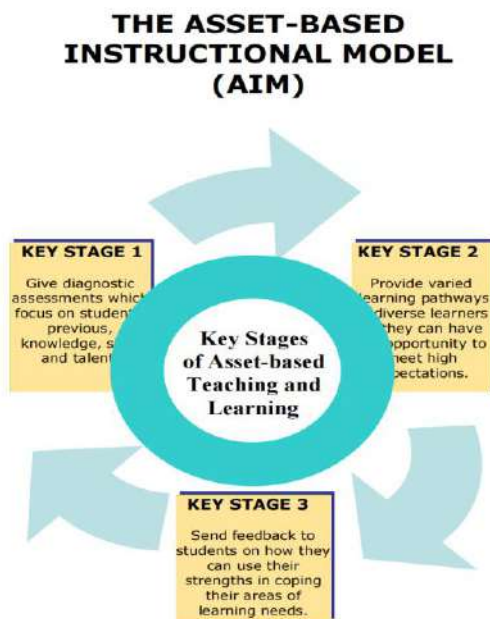 THE ASSET-BASED
INSTRUCTIONAL MODEL
(AIM)
KEY STAGE 1
Give diagnostic
assessments which
focus on student
previous,
knowledge, s
and talent
KEY STAGE 2
Provide varied
learning pathways
diverse learners
they can have
opportunity to
meet high
pectations.
Key Stages
of Asset-based
Teaching and
Learning
KEY STAGE 3
Send feedback to
students on how they
can use their
strengths in coping
their areas of
learning needs.